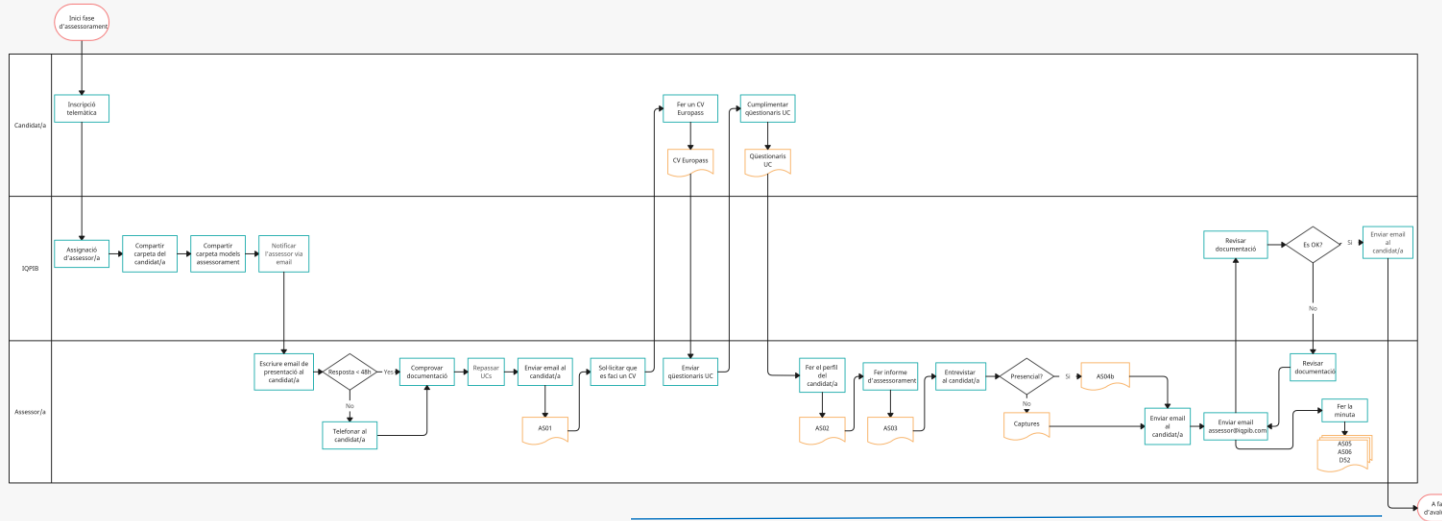 Inici fase
d'assessorament
Candidat/a
Inscripció
telemàtica
Fer un CV
Europass
CV Europass
Cumplimentar
qüestionaris UC
Qüestionaris
UC
IQPIB
Assignació
d'assessor/a
Compartir
carpeta del
candidat/a
Compartir
carpeta models
assessorament
Notificar
l'assessor via
email
Revisar
documentació
Es OK?
Si
Enviar email
al
candidat/a
No
Assessor/a
Escriure email de
presentació al
candidat/a
Resposta < 48h
Yes
No
Telefonar al
candidat/a
Comprovar
documentació
Repassar
UCs
Enviar email al
candidat/a
AS01
Sol·licitar que
es faci un CV
Enviar
qüestionaris UC
Fer el perfil
del
candidat/a
AS02
Fer informe
d'assessorament
AS03
Entrevistar
al candidat/a
Presencial?
Si
No
AS04b
Captures
Enviar email
al
candidat/a
Enviar email
assessor@iqpib.com
Revisar
documentació
Fer la
minuta
AS05
AS06
D52
A fa
d'aval